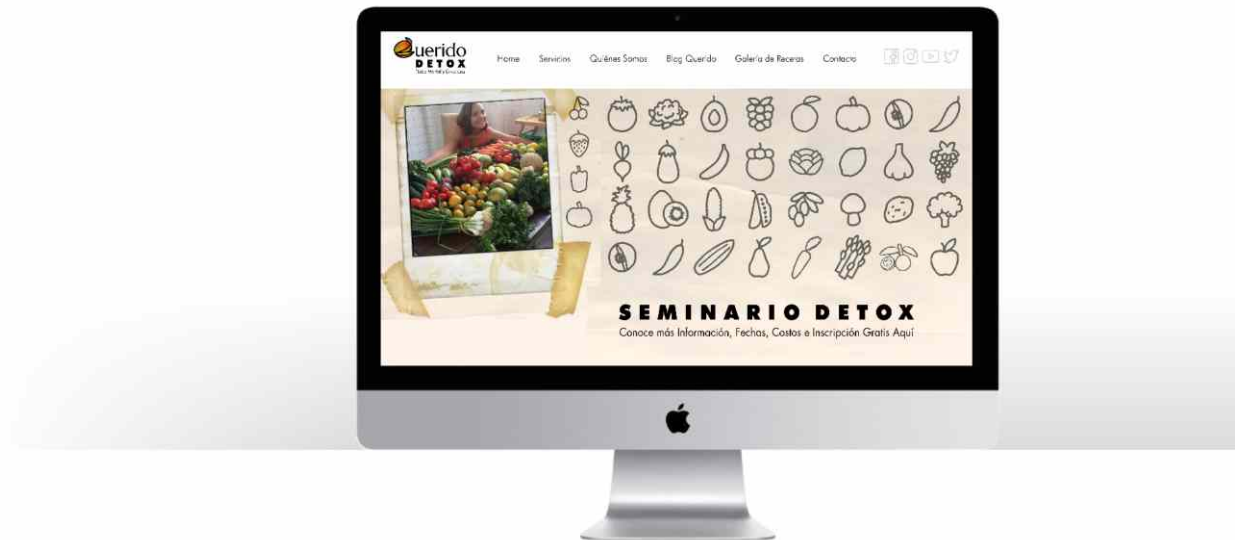 Querido
DETOX
Home Servicios Quiénes Somos Blog Querido Galería de Receras Contacto
SEMINARIO DETOX
Conoce más Información, Fechas, Costos e Inscripción Gratis Aquí